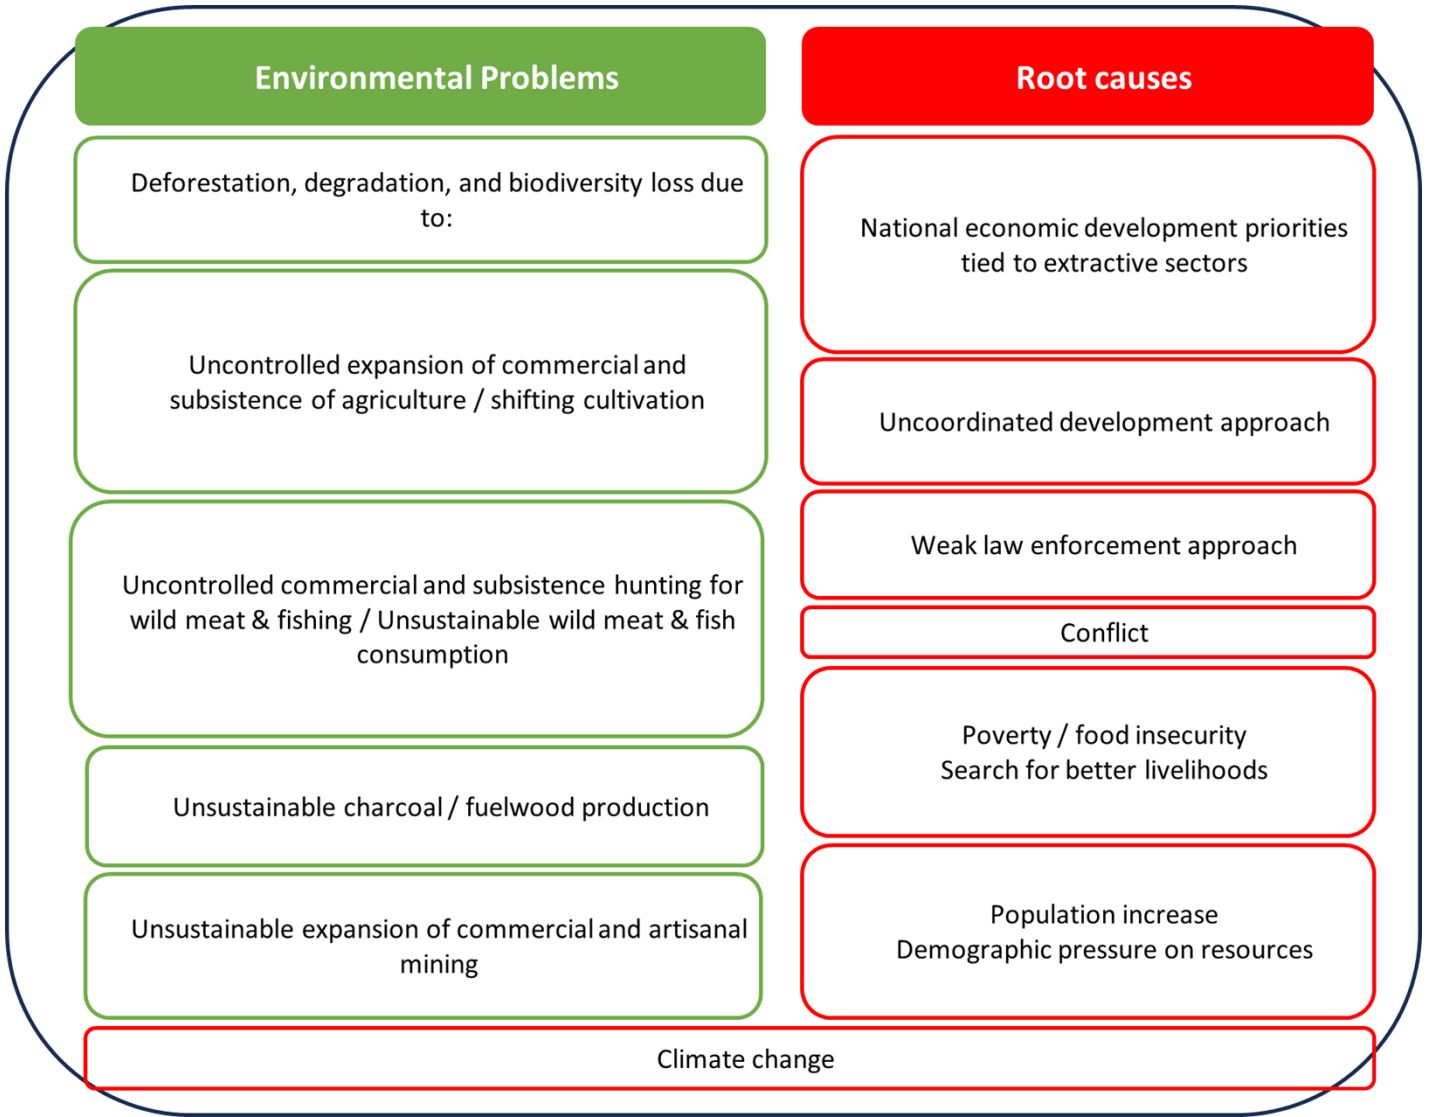 Environmental Problems
Deforestation, degradation, and biodiversity loss due
to:
Uncontrolled expansion of commercial and
subsistence of agriculture / shifting cultivation
Uncontrolled commercial and subsistence hunting for
wild meat & fishing / Unsustainable wild meat & fish
consumption
Unsustainable charcoal / fuelwood production
Unsustainable expansion of commercial and artisanal
mining
Root causes
National economic development priorities
tied to extractive sectors
Uncoordinated development approach
Weak law enforcement approach
Conflict
Poverty / food insecurity
Search for better livelihoods
Population increase
Demographic pressure on resources
Climate change